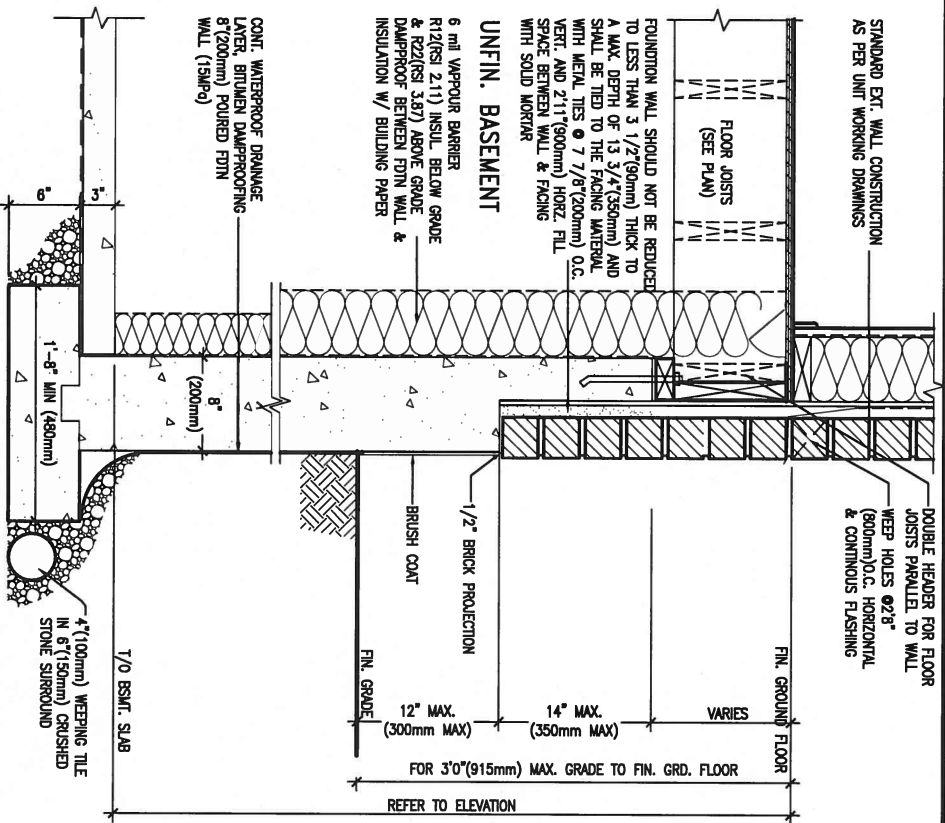 STANDARD EXT. WALL CONSTRUCTION
AS PER UNIT WORKING DRAWINGS
FLOOR JOISTS
(SEE PLAN)
FOUNDTION WALL SHOULD NOT BE REDUCED
TO LESS THAN 3 1/2"(90mm) THICK TO
A MAX. DEPTH OF 13 3/4"(350mm) AND
SHALL BE TIED TO THE FACING MATERIAL
WITH METAL TIES @ 7 7/8"(200mm) O.C.
VERT. AND 2'11"(900mm) HORZ. FILL
SPACE BETWEEN WALL & FACING
WITH SOLID MORTAR
UNFIN. BASEMENT
6 mil VAPPOUR BARRIER
R12(RSI 2.11) INSUL. BELOW GRADE
& R22(RSI 3.87) ABOVE GRADE
DAMPPROOF BETWEEN FDTN WALL &
INSULATION W/ BUILDING PAPER
CONT. WATERPROOF DRAINAGE
LAYER, BITUMEN DAMPPROOFING
8"(200mm) POURED FDTN
WALL (15MPa)
3"
6"
8"
(200mm)
1'-8" MIN (480mm)
DOUBLE HEADER FOR FLOOR
JOISTS PARALLEL TO WALL
WEEP HOLES @2'8"
(800mm)O.C. HORIZONTAL
& CONTINOUS FLASHING
1/2" BRICK PROJECTION
BRUSH COAT
FIN. GROUND FLOOR
VARIES
14" MAX.
(350mm MAX)
12" MAX.
(300mm MAX)
FIN. GRADE
FOR 3'0"(915mm) MAX. GRADE TO FIN. GRD. FLOOR
REFER TO ELEVATION
T/O BSMT. SLAB
4"(100mm) WEEPING TILE
IN 6"(150mm) CRUSHED
STONE SURROUND